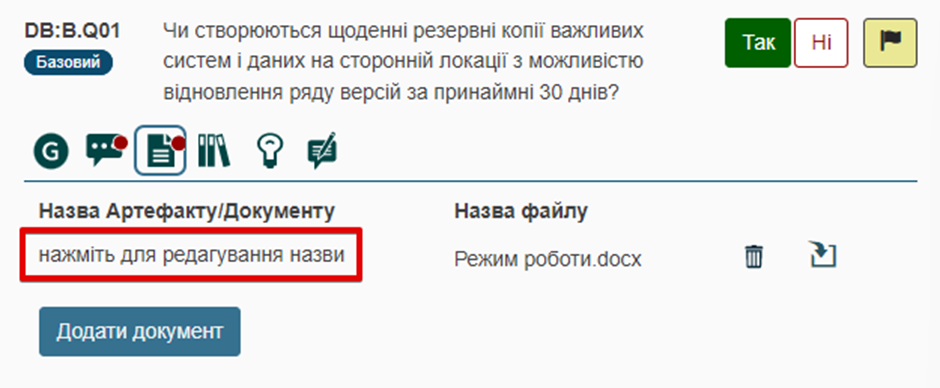 DB:B.Q01
Базовий
Чи створюються щоденні резервні копії важливих
систем і даних на сторонній локації з можливістю
відновлення ряду версій за принаймні 30 днів?
Так
Ні
G
Назва Артефакту/Документу
Назва файлу
нажміть для редагування назви
Режим роботи.docx
Додати документ